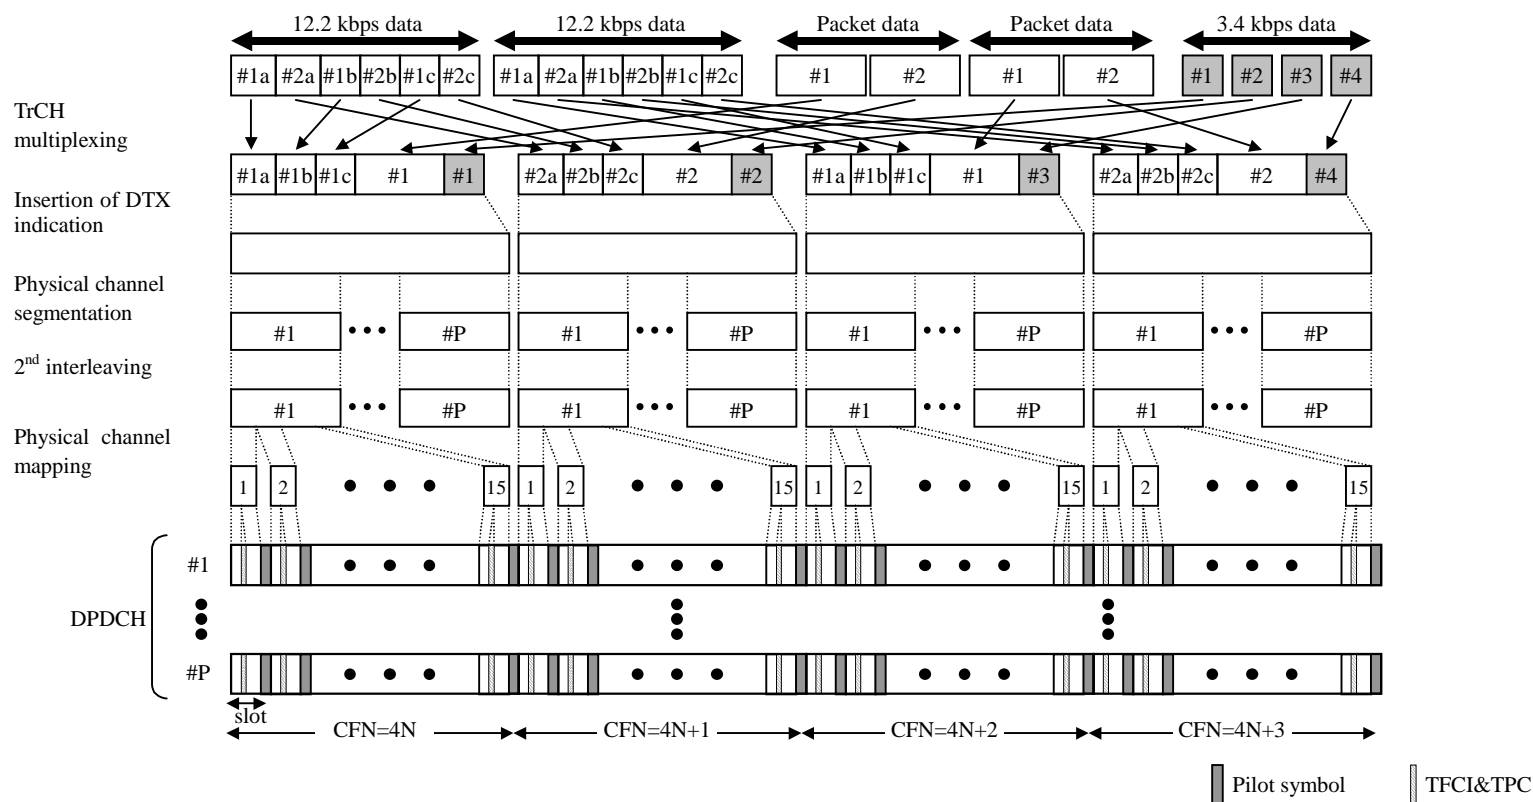 12.2 kbps data 12.2 kbps data Packet data Packet data 3.4 kbps data
#1a #2a #1b #2b #1c #2c #1a #2a #1b #2b #1c #2c #1 #2 #1 #2 #1 #2 #3 #4
TrCH
multiplexing
#1a #1b #1c #1 #1 #2a #2b #2c #2 #2 #1a #1b #1c #1 #3 #2a #2b #2c #2 #4
Insertion of DTX
indication
Physical channel
segmentation
#1 #P #1 #P #1 #P #1 #P
2nd interleaving
#1 #P #1 #P #1 #P #1 #P
Physical channel
mapping
1 2 15 1 2 15 1 2 15 1 2 15
#1
DPDCH
#P
slot
CFN=4N CFN=4N+1 CFN=4N+2 CFN=4N+3
Pilot symbol TFCI&TPC